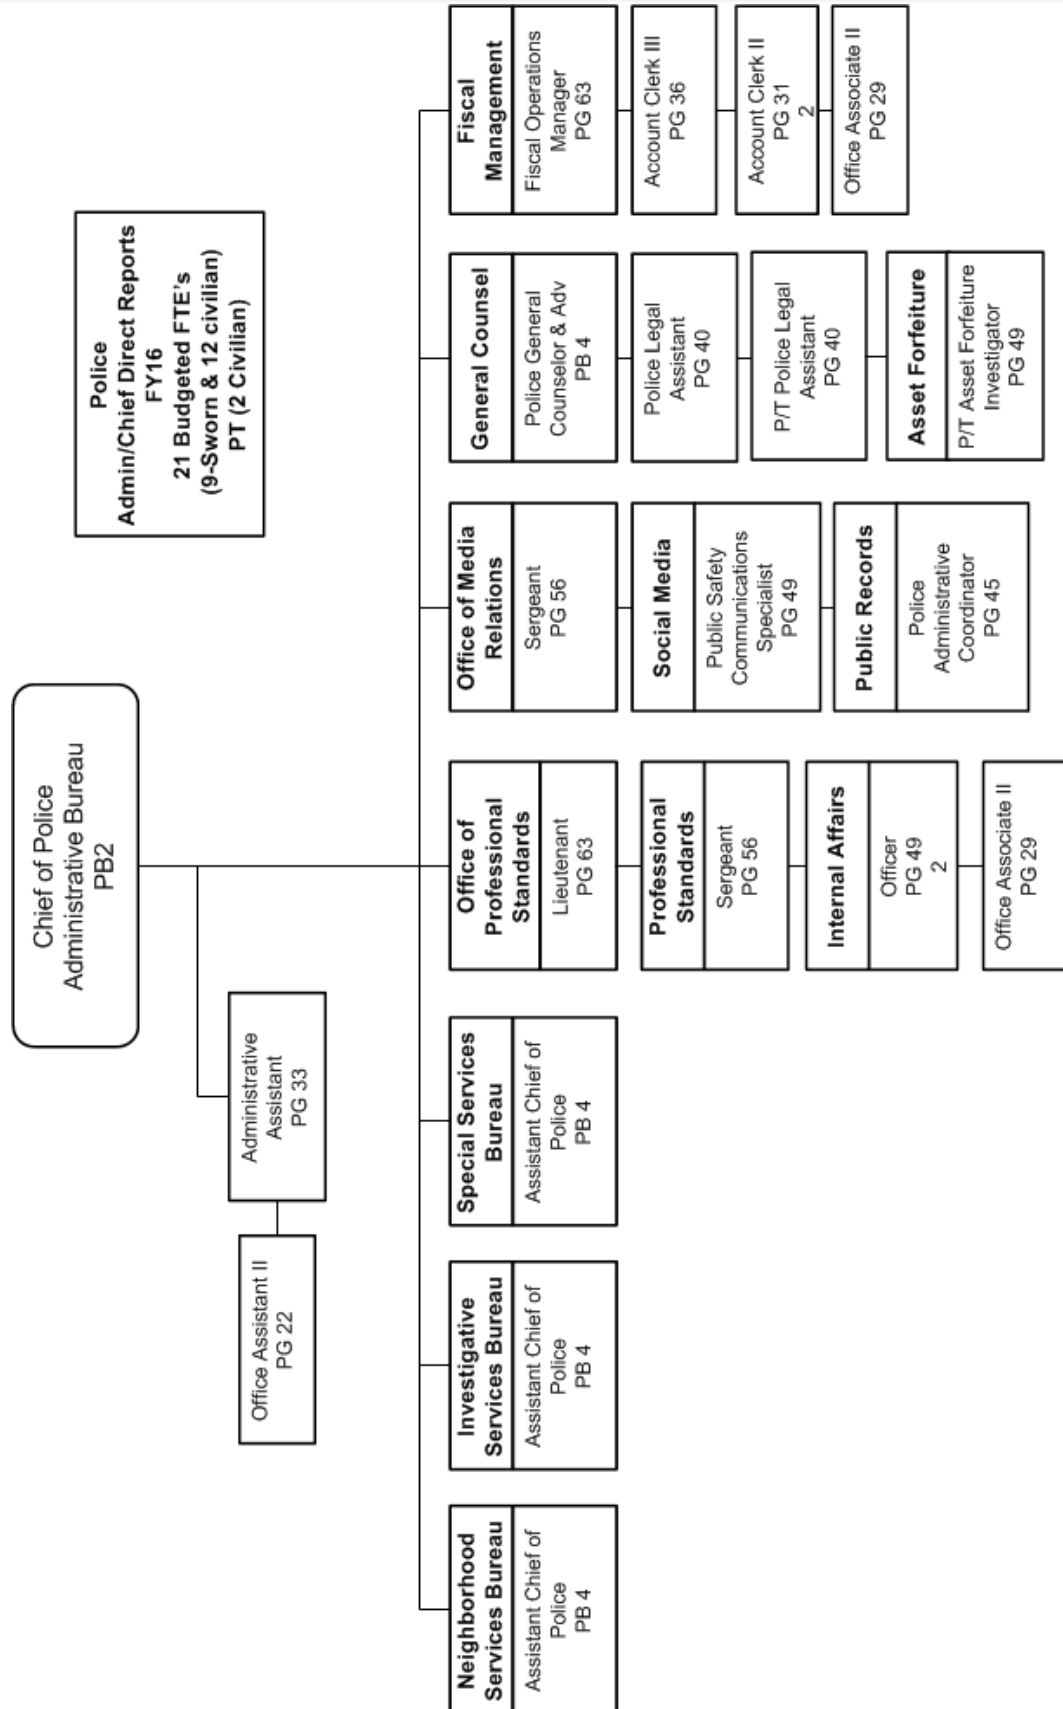 Police
Admin/Chief Direct Reports
FY16
21 Budgeted FTE's
(9-Sworn & 12 civilian)
PT (2 Civilian)
Chief of Police
Administrative Bureau
PB2
Administrative
Assistant
PG 33
Office Assistant II
PG 22
Neighborhood
Services Bureau
Assistant Chief of
Police
PB 4
Investigative
Services Bureau
Assistant Chief of
Police
PB 4
Special Services
Bureau
Assistant Chief of
Police
PB 4
Office of
Professional
Standards
Lieutenant
PG 63
Professional
Standards
Sergeant
PG 56
Internal Affairs
Officer
PG 49
2
Office Associate II
PG 29
Office of Media
Relations
Sergeant
PG 56
Social Media
Public Safety
Communications
Specialist
PG 49
Public Records
Police
Administrative
Coordinator
PG 45
General Counsel
Police General
Counselor & Adv
PB 4
Police Legal
Assistant
PG 40
P/T Police Legal
Assistant
PG 40
Asset Forfeiture
P/T Asset Forfeiture
Investigator
PG 49
Fiscal
Management
Fiscal Operations
Manager
PG 63
Account Clerk III
PG 36
Account Clerk II
PG 31
2
Office Associate II
PG 29